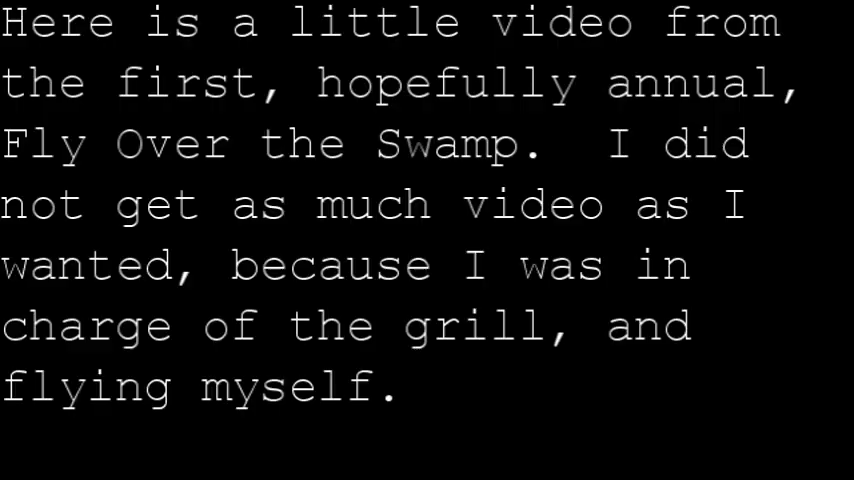 Here is a little video from
the first, hopefully annual,
Fly Over the Swamp.  I did
not get as much video as I
wanted, because I was in
charge of the grill, and
flying myself.